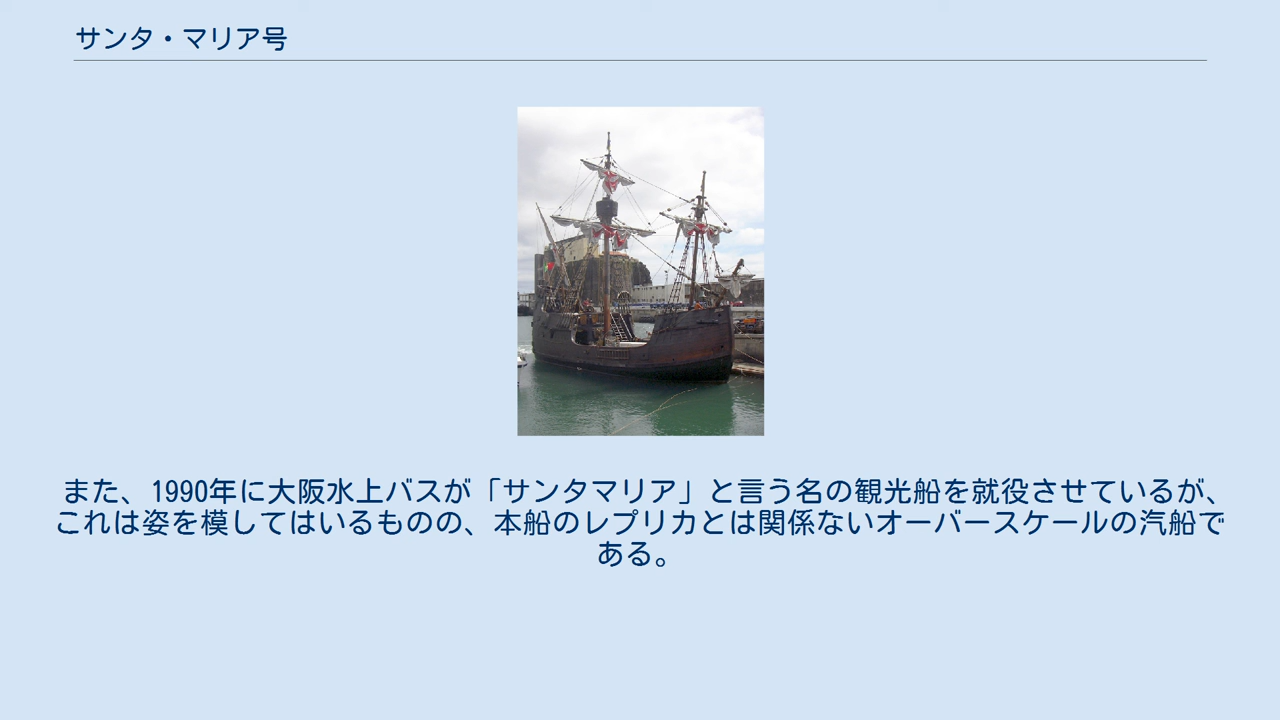 サンタ・マリア号
また、1990年に大阪水上バスが「サンタマリア」と言う名の観光船を就役させているが、
これは姿を模してはいるものの、本船のレプリカとは関係ないオーバースケールの汽船で
ある。